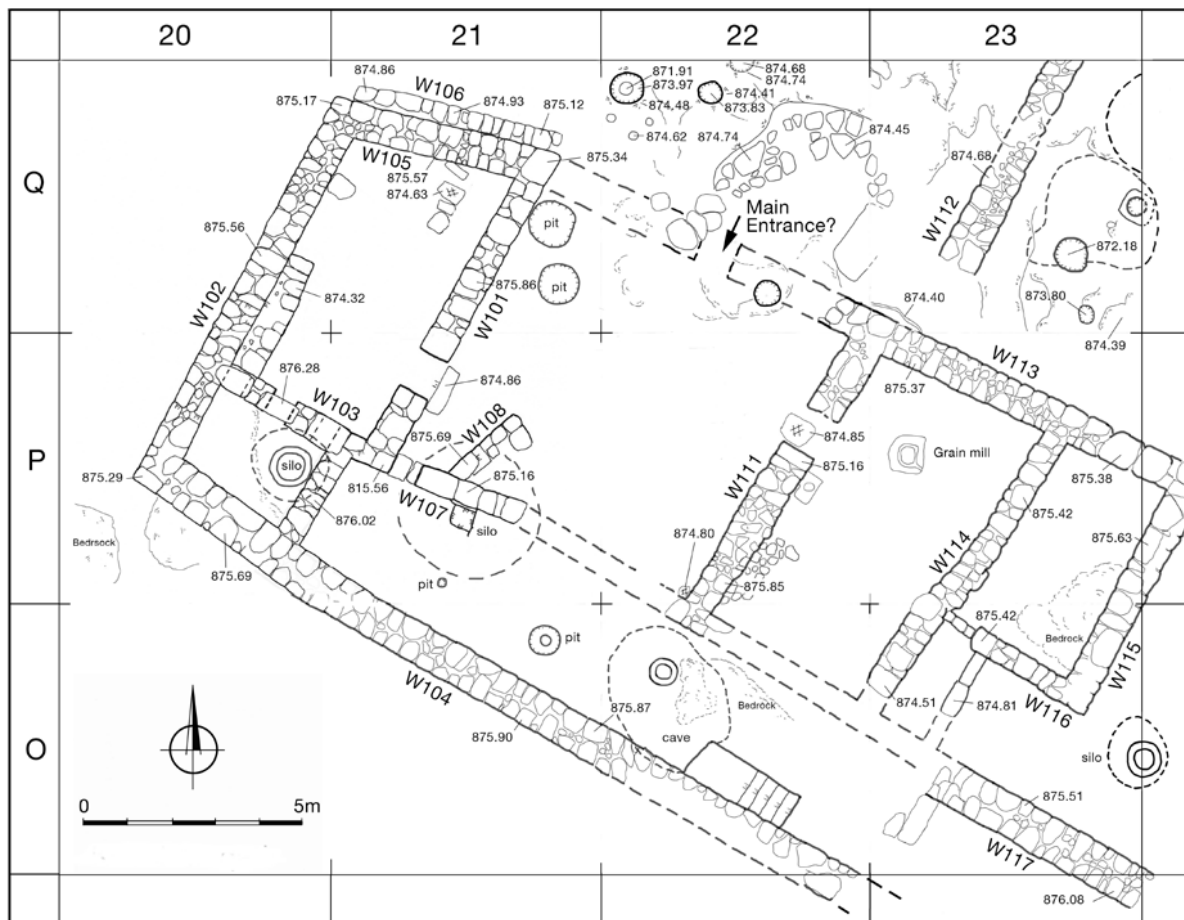 20
21
22
23
Q
P
O
874.86
W106
874.93
875.12
875.17
W105
875.34
875.57
874.63
871.91
873.97
874.48
874.62
874.68
874.74
874.41
873.83
874.74
874.45
Main
Entrance?
874.68
W112
872.18
873.80
874.39
874.40
875.56
874.32
W102
pit
pit
875.86
W101
876.28
W103
874.86
875.69
W108
875.16
silo
815.56
W107
silo
876.02
875.29
Bedrsock
875.69
pit
pit
W104
875.87
875.90
W113
875.37
874.85
875.16
W111
Grain mill
874.80
875.85
875.38
875.42
875.63
W114
875.42
Bedrock
W115
874.51
874.81
W116
silo
Bedrock
cave
875.51
W117
876.08
0
5m